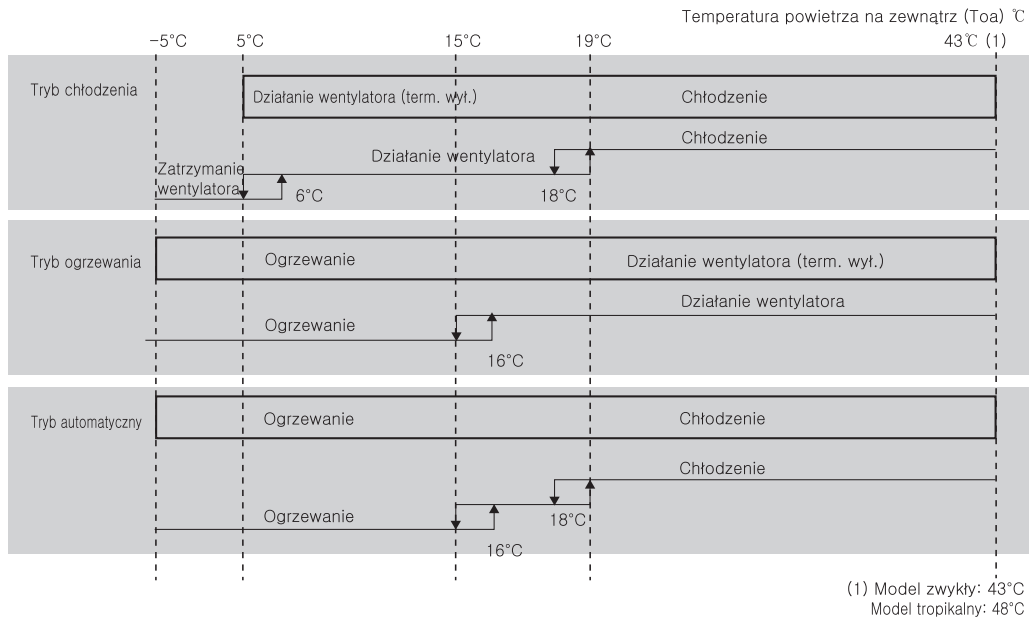 Temperatura powietrza na zewnątrz (Toa) ℃
-5°C 5°C 15°C 19°C 43℃ (1)
Tryb chłodzenia
Działanie wentylatora (term. wył.) Chłodzenie
Chłodzenie
Działanie wentylatora
Zatrzymanie
wentylatora
6°C 18°C
Tryb ogrzewania
Ogrzewanie Działanie wentylatora (term. wył.)
Działanie wentylatora
Ogrzewanie
16°C
Tryb automatyczny
Ogrzewanie Chłodzenie
Chłodzenie
Ogrzewanie 18°C
16°C
(1) Model zwykły: 43°C
Model tropikalny: 48°C